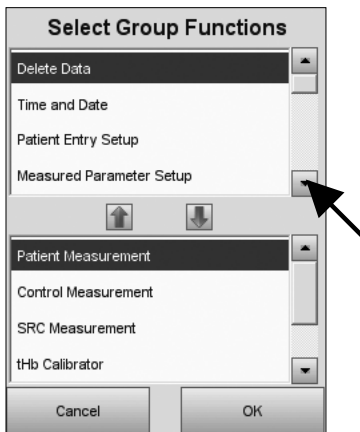 Select Group Functions
Delete Data
Time and Date
Patient Entry Setup
Measured Parameter Setup
Patient Measurement
Control Measurement
SRC Measurement
tHb Calibrator
Cancel OK